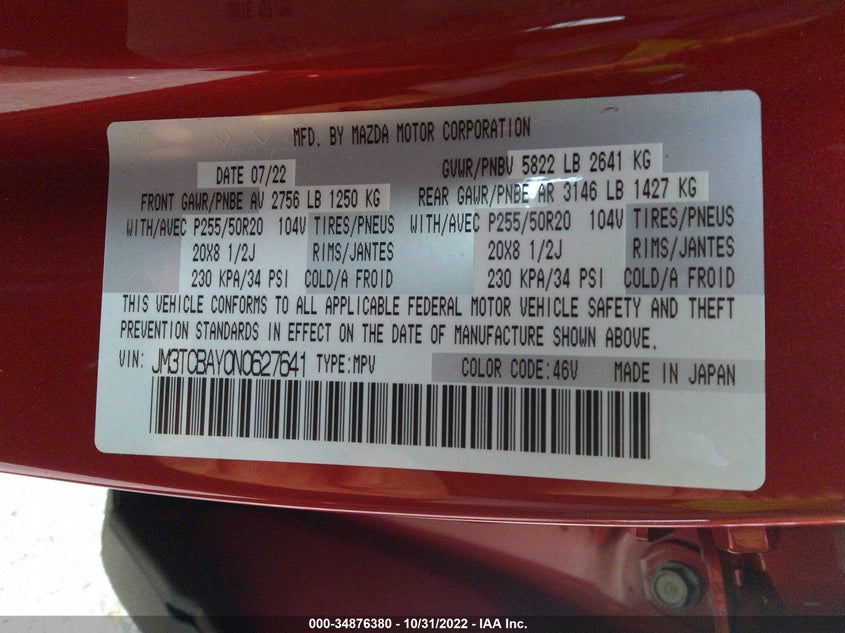 MFD. BY MAZDA MOTOR CORPORATION
DATE 07/22 GVWR/PNBV 5822 LB 2641 KG
FRONT GAWR/PNBE AV 2756 LB 1250 KG REAR GAWR/PNBE AR 3146 LB 1427 KG
WITH/AVEC P255/50R20 104V TIRES/PNEUS WITH/AVEC P255/50R20 104V TIRES/PNEUS
20X8 1/2J RIMS/JANTES 20X8 1/2J RIMS/JANTES
230 KPA/34 PSI COLD/A FROID 230 KPA/34 PSI COLD/A FROID
THIS VEHICLE CONFORMS TO ALL APPLICABLE FEDERAL MOTOR VEHICLE SAFETY AND THEFT
PREVENTION STANDARDS IN EFFECT ON THE DATE OF MANUFACTURE SHOWN ABOVE.
VIN: JM3TCBAY0N0627641 TYPE:MPV COLOR CODE:46V MADE IN JAPAN
000-34876380 - 10/31/2022 - IAA Inc.